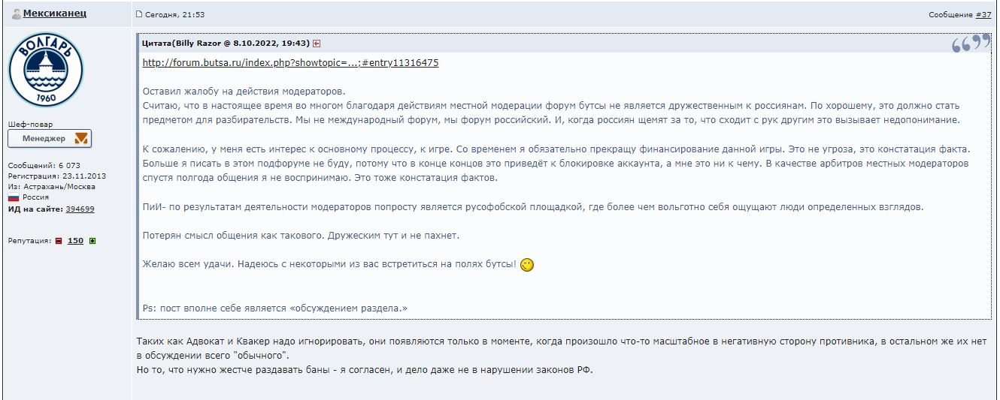 Мексиканец
Сегодня, 21:53
Сообщение #37
ВОЛГАРЬ
1960
Шеф-повар
Менеджер
Сообщений: 6 073
Регистрация: 23.11.2013
Из: Астрахань/Москва
Россия
ИД на сайте: 394699
Репутация: 150
Цитата(Billy Razor @ 8.10.2022, 19:43)
http://forum.butsa.ru/index.php?showtopic=...;#entry11316475
Оставил жалобу на действия модераторов.
Считаю, что в настоящее время во многом благодаря действиям местной модерации форум бутсы не является дружественным к россиянам. По хорошему, это должно стать
предметом для разбирательств. Мы не международный форум, мы форум российский. И, когда россиян щемят за то, что сходит с рук другим это вызывает недопонимание.
К сожалению, у меня есть интерес к основному процессу, к игре. Со временем я обязательно прекращу финансирование данной игры. Это не угроза, это констатация факта.
Больше я писать в этом подфоруме не буду, потому что в конце концов это приведёт к блокировке аккаунта, а мне это ни к чему. В качестве арбитров местных модераторов
спустя полгода общения я не воспринимаю. Это тоже констатация фактов.
ПиИ- по результатам деятельности модераторов попросту является русофобской площадкой, где более чем вольготно себя ощущают люди определенных взглядов.
Потерян смысл общения как такового. Дружеским тут и не пахнет.
Желаю всем удачи. Надеюсь с некоторыми из вас встретиться на полях бутсы!
Ps: пост вполне себе является «обсуждением раздела.»
Таких как Адвокат и Квакер надо игнорировать, они появляются только в моменте, когда произошло что-то масштабное в негативную сторону противника, в остальном же их нет
в обсуждении всего "обычного".
Но то, что нужно жестче раздавать баны - я согласен, и дело даже не в нарушении законов РФ.